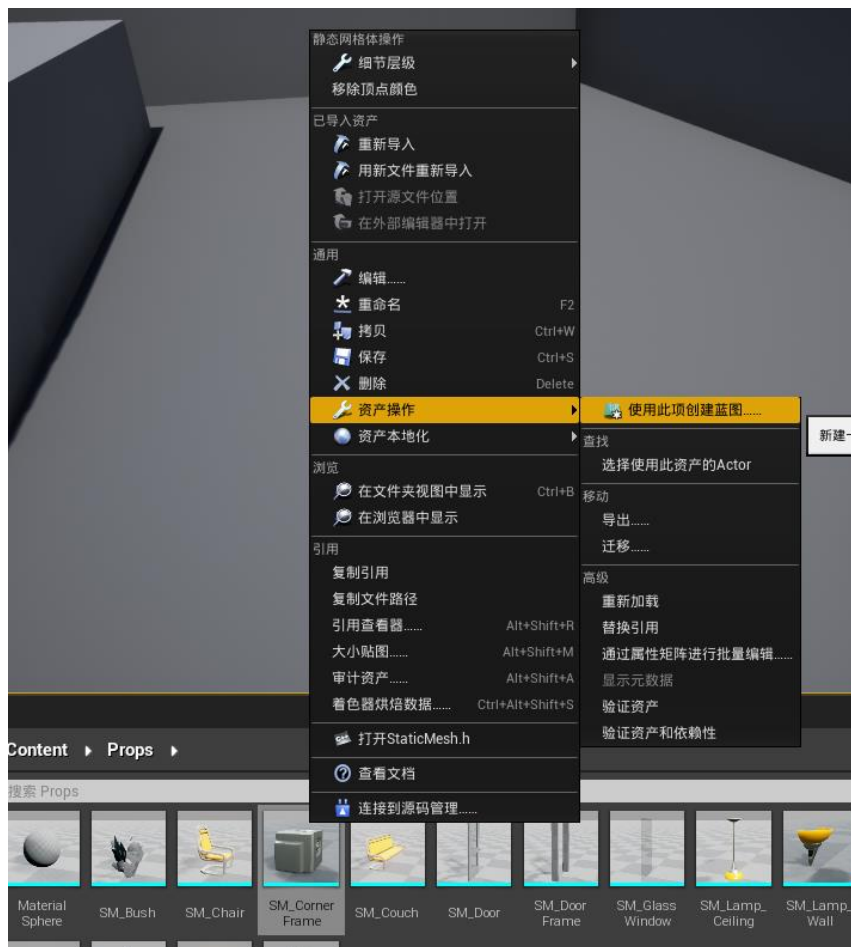 静态网格体操作
细节层级
移除顶点颜色
已导入资产
重新导入
用新文件重新导入
打开源文件位置
在外部编辑器中打开
通用
编辑……
重命名 F2
拷贝 Ctrl+W
保存 Ctrl+S
删除 Delete
资产操作
资产本地化
浏览
在文件夹视图中显示 Ctrl+B
在浏览器中显示
引用
复制引用
复制文件路径
引用查看器…… Alt+Shift+R
大小贴图…… Alt+Shift+M
审计资产…… Alt+Shift+A
着色器烘焙数据…… Ctrl+Alt+Shift+S
打开StaticMesh.h
查看文档
连接到源码管理……
使用此项创建蓝图……
查找
选择使用此资产的Actor
移动
导出……
迁移……
高级
重新加载
替换引用
通过属性矩阵进行批量编辑……
显示元数据
验证资产
验证资产和依赖性
新建一
Content Props
搜索 Props
Material Sphere
SM_Bush
SM_Chair
SM_Corner Frame
SM_Couch
SM_Door
SM_Door Frame
SM_Glass Window
SM_Lamp_ Ceiling
SM_Lamp_ Wall